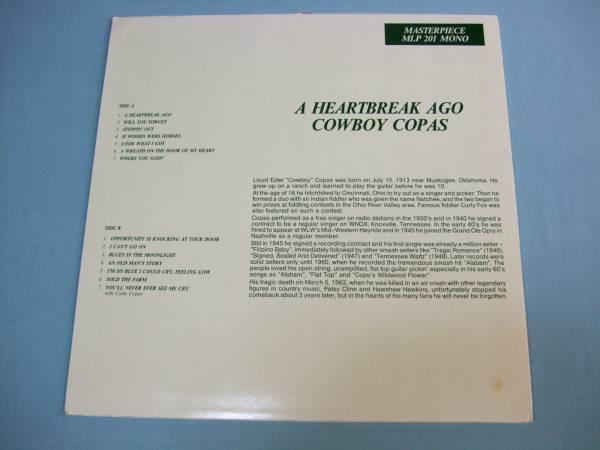 MASTERPIECE
MLP 201 MONO
A HEARTBREAK AGO
COWBOY COPAS
SIDE A
1. A HEARTBREAK AGO
2. WILL YOU FORGET
3. STEPPIN' OUT
4. IF WISHES WERE HORSES
5. LOOK WHAT I GOT
6. A WREATH ON THE DOOR OF MY HEART
7. WHERE YOU GOIN'
SIDE B
1. OPPORTUNITY IS KNOCKING AT YOUR DOOR
2. I CAN'T GO ON
3. BLUES IN THE MOONLIGHT
4. AN OLD MAN'S STORY
5. I'M SO BLUE I COULD CRY, FEELING LOW
6. SOLD THE FARM
7. YOU'LL NEVER EVER SEE ME CRY
with Cathy Copas
Lloyd Estel "Cowboy" Copas was born on July 15, 1913 near Muskogee, Oklahoma. He
grew up on a ranch and learned to play the guitar before he was 10.
At the age of 16 he hitchhiked to Cincinnati, Ohio to try out as a singer and picker. Then he
formed a duo with an Indian fiddler who was given the name Natchee, and the two began to
win prizes at fiddling contests in the Ohio River Valley area. Famous fiddler Curly Fox was
also featured on such a contest.
Copas performed as a free singer on radio stations in the 1930's and in 1940 he signed a
contract to be a regular singer on WNOX, Knoxville, Tennessee. In the early 40's he was
hired to appear at WLW's Mid-Western Hayride and in 1945 he joined the Grand Ole Opry in
Nashville as a regular member.
Still in 1945 he signed a recording contract and his first single was already a million seller -
"Filipino Baby", immediately followed by other smash sellers like "Tragic Romance" (1946),
"Signed, Sealed And Delivered" (1947) and "Tennessee Waltz" (1948). Later records were
solid sellers only until 1960, when he recorded the tremendous smash hit "Alabam". The
people loved his open string, unamplified, flat top guitar pickin' especially in his early 60's
songs as "Alabam", "Flat Top" and "Cope's Wildwood Flower".
His tragic death on March 5, 1963, when he was killed in an air crash with other legendary
figures in country music, Patsy Cline and Hawkshaw Hawkins, unfortunately stopped his
comeback about 3 years later, but in the hearts of his many fans he will never be forgotten.